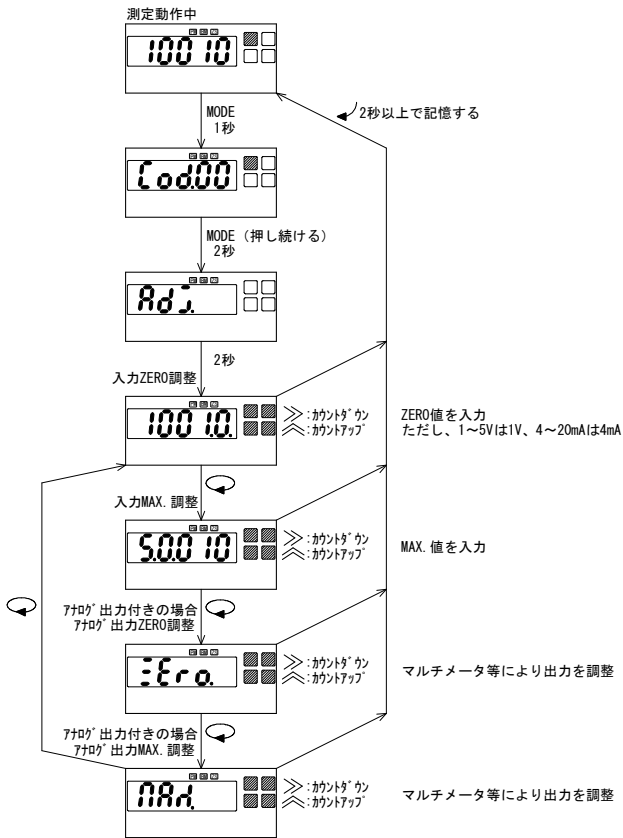 測定動作中
10010
2秒以上で記憶する
MODE
1秒
Cod.00
MODE（押し続ける）
2秒
Adj.
2秒
入力ZERO調整
1001.0.
≫:ｶｳﾝﾄﾀﾞｳﾝ
︽:ｶｳﾝﾄｱｯﾌﾟ
ZERO値を入力
ただし、1～5Vは1V、4～20mAは4mA
入力MAX.調整
5.0.010
≫:ｶｳﾝﾄﾀﾞｳﾝ
︽:ｶｳﾝﾄｱｯﾌﾟ
MAX.値を入力
ｱﾅﾛｸﾞ出力付きの場合
ｱﾅﾛｸﾞ出力ZERO調整
ZEro.
≫:ｶｳﾝﾄﾀﾞｳﾝ
︽:ｶｳﾝﾄｱｯﾌﾟ
マルチメータ等により出力を調整
ｱﾅﾛｸﾞ出力付きの場合
ｱﾅﾛｸﾞ出力MAX.調整
MAX.
≫:ｶｳﾝﾄﾀﾞｳﾝ
︽:ｶｳﾝﾄｱｯﾌﾟ
マルチメータ等により出力を調整